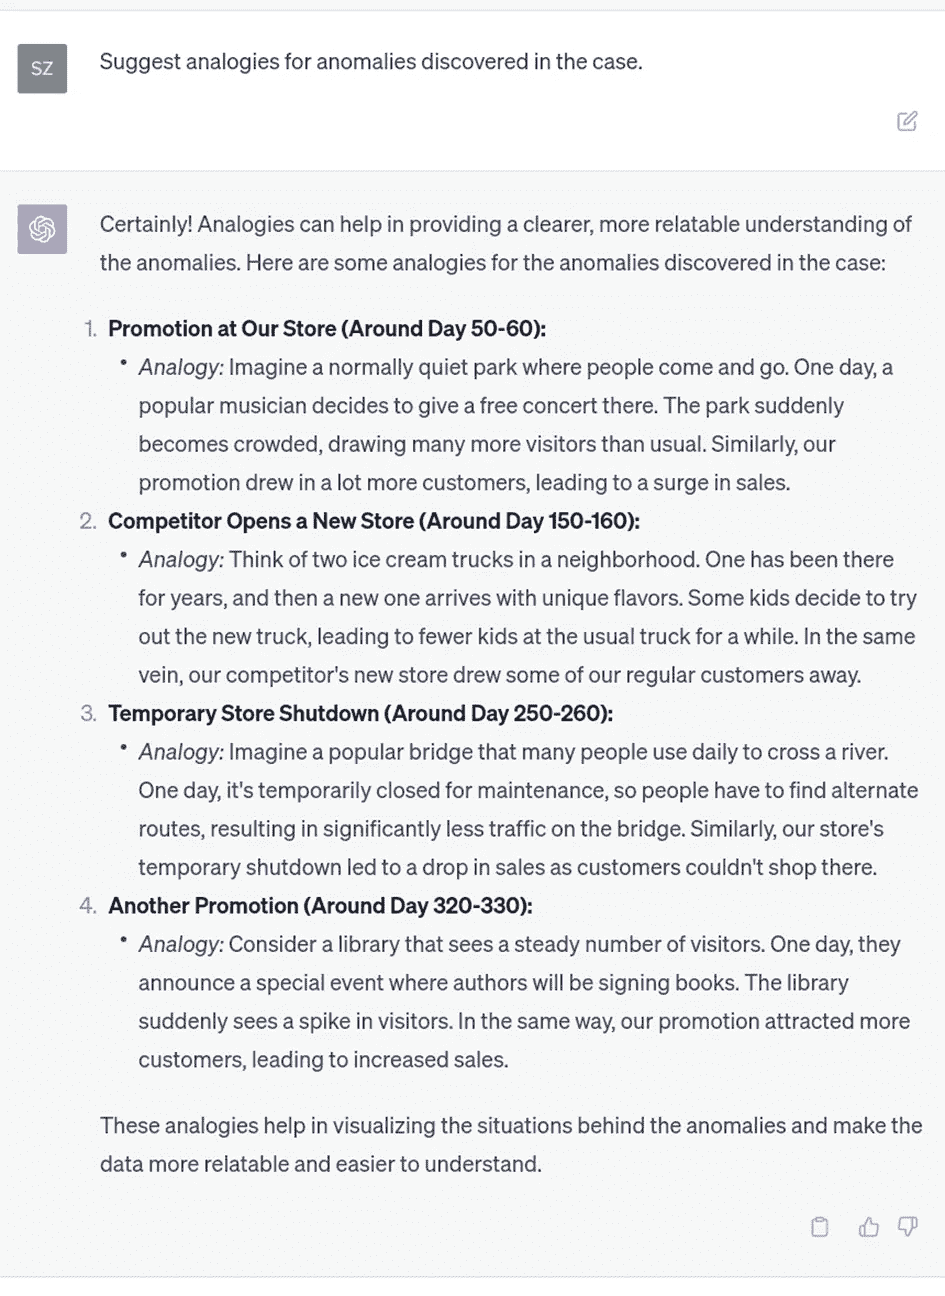 SZ
Suggest analogies for anomalies discovered in the case.
Certainly! Analogies can help in providing a clearer, more relatable understanding of
the anomalies. Here are some analogies for the anomalies discovered in the case:
1. Promotion at Our Store (Around Day 50-60):
• Analogy: Imagine a normally quiet park where people come and go. One day, a
popular musician decides to give a free concert there. The park suddenly
becomes crowded, drawing many more visitors than usual. Similarly, our
promotion drew in a lot more customers, leading to a surge in sales.
2. Competitor Opens a New Store (Around Day 150-160):
• Analogy: Think of two ice cream trucks in a neighborhood. One has been there
for years, and then a new one arrives with unique flavors. Some kids decide to try
out the new truck, leading to fewer kids at the usual truck for a while. In the same
vein, our competitor's new store drew some of our regular customers away.
3. Temporary Store Shutdown (Around Day 250-260):
• Analogy: Imagine a popular bridge that many people use daily to cross a river.
One day, it's temporarily closed for maintenance, so people have to find alternate
routes, resulting in significantly less traffic on the bridge. Similarly, our store's
temporary shutdown led to a drop in sales as customers couldn't shop there.
4. Another Promotion (Around Day 320-330):
• Analogy: Consider a library that sees a steady number of visitors. One day, they
announce a special event where authors will be signing books. The library
suddenly sees a spike in visitors. In the same way, our promotion attracted more
customers, leading to increased sales.
These analogies help in visualizing the situations behind the anomalies and make the
data more relatable and easier to understand.